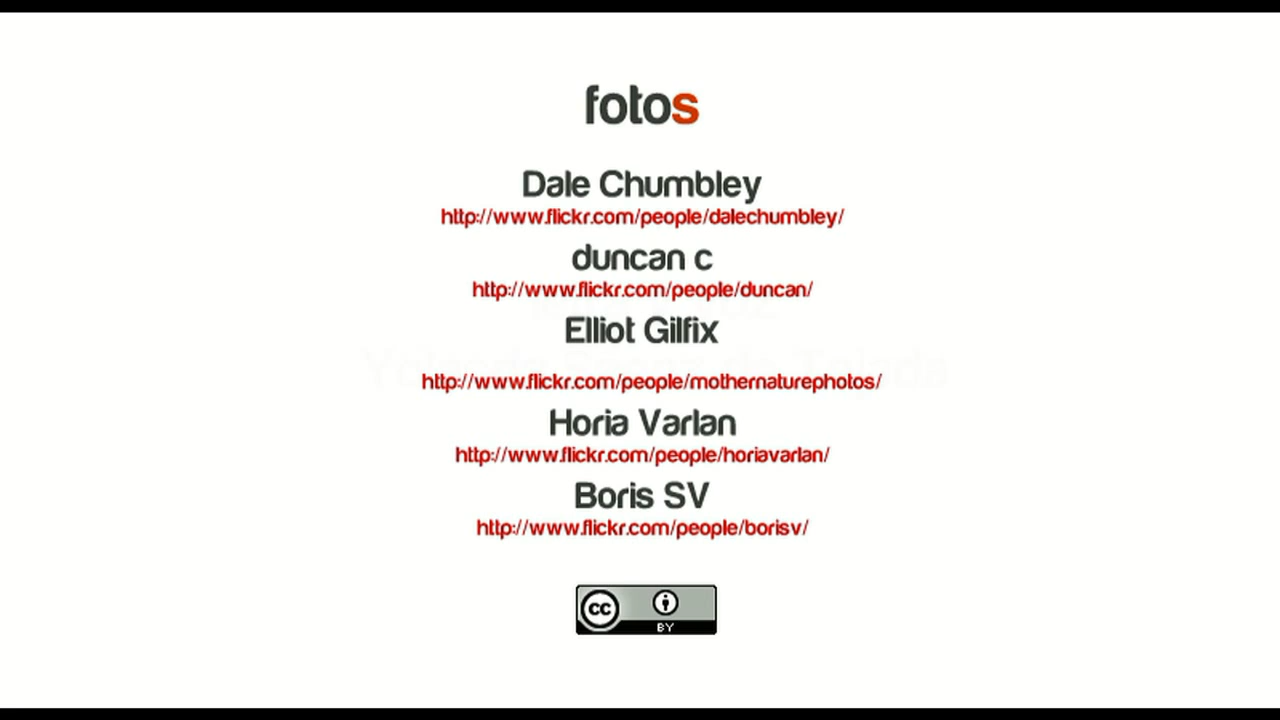 fotos
Dale Chumbley
http://www.flickr.com/people/dalechumbley/
duncan c
http://www.flickr.com/people/duncan/
Elliot Gilfix
http://www.flickr.com/people/mothernaturephotos/
Horia Varlan
http://www.flickr.com/people/horiavarlan/
Boris SV
http://www.flickr.com/people/borisv/
cc
BY